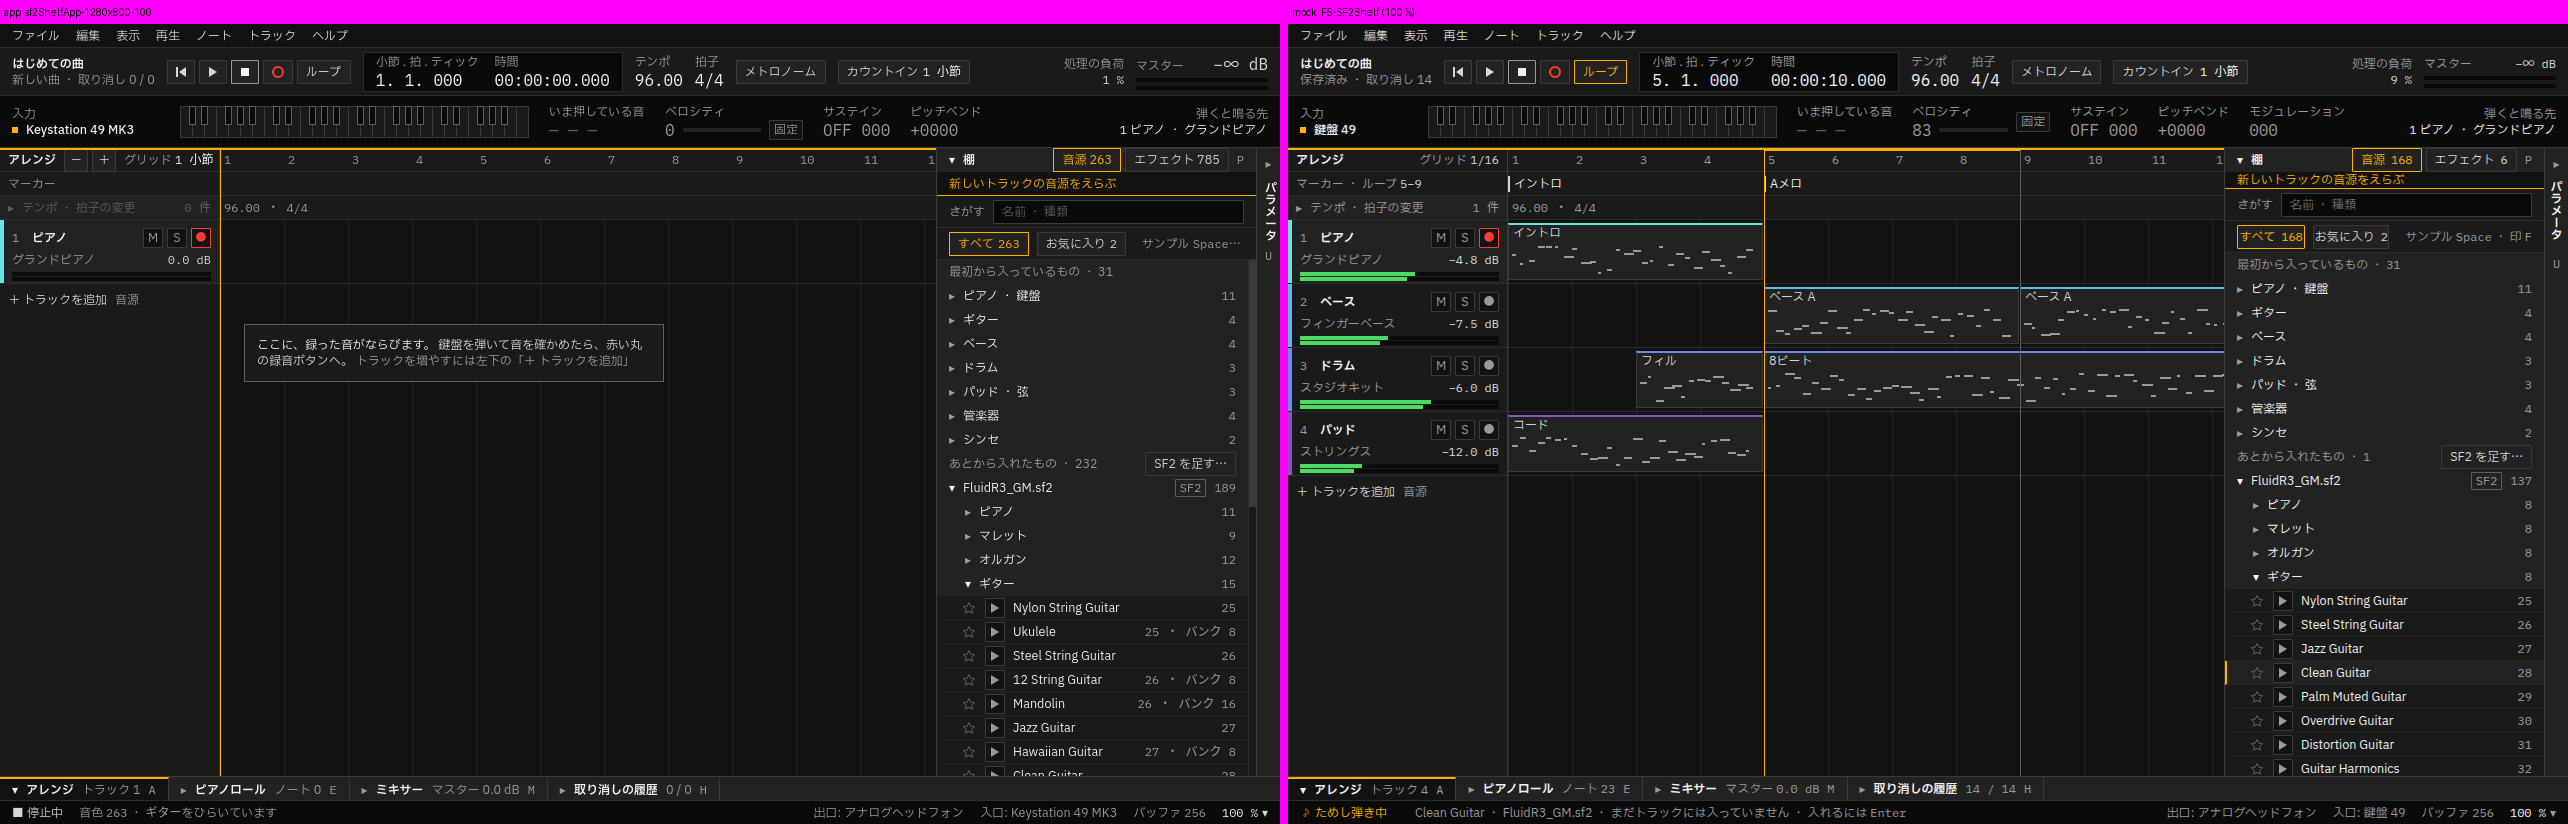 app sf2ShelfApp-1280x800-100
ファイル 編集 表示 再生 ノート トラック ヘルプ
はじめての曲
新しい曲 ・ 取り消し 0 / 0
ループ
小節 . 拍 . ティック 時間
1. 1. 000 00:00:00.000
テンポ 拍子
96.00 4/4
メトロノーム
カウントイン 1 小節
処理の負荷 マスター −∞ dB
1 %
入力
Keystation 49 MK3
いま押している音 ベロシティ サステイン ピッチベンド
— — — 0 固定 OFF 000 +0000
弾くと鳴る先
1 ピアノ ・ グランドピアノ
アレンジ − + グリッド 1 小節
1 2 3 4 5 6 7 8 9 10 11 1
マーカー
▸ テンポ ・ 拍子の変更 0 件 96.00 ・ 4/4
1 ピアノ M S
グランドピアノ 0.0 dB
＋ トラックを追加 音源
ここに、録った音がならびます。 鍵盤を弾いて音を確かめたら、赤い丸
の録音ボタンへ。 トラックを増やすには左下の「＋ トラックを追加」
▾ 棚 音源 263 エフェクト 785 P
新しいトラックの音源をえらぶ
さがす 名前 ・ 種類
すべて 263 お気に入り 2 サンプル Space…
最初から入っているもの ・ 31
▸ ピアノ ・ 鍵盤 11
▸ ギター 4
▸ ベース 4
▸ ドラム 3
▸ パッド ・ 弦 3
▸ 管楽器 4
▸ シンセ 2
あとから入れたもの ・ 232 SF2 を足す…
▾ FluidR3_GM.sf2 SF2 189
▸ ピアノ 11
▸ マレット 9
▸ オルガン 12
▾ ギター 15
Nylon String Guitar 25
Ukulele 25 ・ バンク 8
Steel String Guitar 26
12 String Guitar 26 ・ バンク 8
Mandolin 26 ・ バンク 16
Jazz Guitar 27
Hawaiian Guitar 27 ・ バンク 8
Clean Guitar 28
▸ パラメータ U
▾ アレンジ トラック 1 A ▸ ピアノロール ノート 0 E ▸ ミキサー マスター 0.0 dB M ▸ 取り消しの履歴 0 / 0 H
■ 停止中 音色 263 ・ ギターをひらいています 出口: アナログヘッドフォン 入口: Keystation 49 MK3 バッファ 256 100 % ▾
mock F5-SF2Shelf (100 %)
ファイル 編集 表示 再生 ノート トラック ヘルプ
はじめての曲
保存済み ・ 取り消し 14
ループ
小節 . 拍 . ティック 時間
5. 1. 000 00:00:10.000
テンポ 拍子
96.00 4/4
メトロノーム
カウントイン 1 小節
処理の負荷 マスター −∞ dB
9 %
入力
鍵盤 49
いま押している音 ベロシティ サステイン ピッチベンド モジュレーション
— — — 83 固定 OFF 000 +0000 000
弾くと鳴る先
1 ピアノ ・ グランドピアノ
アレンジ グリッド 1/16
1 2 3 4 5 6 7 8 9 10 11 1
マーカー ・ ループ 5–9 イントロ Aメロ
▸ テンポ ・ 拍子の変更 1 件 96.00 ・ 4/4
1 ピアノ M S
グランドピアノ −4.8 dB
イントロ
2 ベース M S
フィンガーベース −7.5 dB
ベース A ベース A
3 ドラム M S
スタジオキット −6.0 dB
フィル 8ビート
4 パッド M S
ストリングス −12.0 dB
コード
＋ トラックを追加 音源
▾ 棚 音源 168 エフェクト 6 P
新しいトラックの音源をえらぶ
さがす 名前 ・ 種類
すべて 168 お気に入り 2 サンプル Space ・ 印 F
最初から入っているもの ・ 31
▸ ピアノ ・ 鍵盤 11
▸ ギター 4
▸ ベース 4
▸ ドラム 3
▸ パッド ・ 弦 3
▸ 管楽器 4
▸ シンセ 2
あとから入れたもの ・ 1 SF2 を足す…
▾ FluidR3_GM.sf2 SF2 137
▸ ピアノ 8
▸ マレット 8
▸ オルガン 8
▾ ギター 8
Nylon String Guitar 25
Steel String Guitar 26
Jazz Guitar 27
Clean Guitar 28
Palm Muted Guitar 29
Overdrive Guitar 30
Distortion Guitar 31
Guitar Harmonics 32
▸ パラメータ U
▾ アレンジ トラック 4 A ▸ ピアノロール ノート 23 E ▸ ミキサー マスター 0.0 dB M ▸ 取り消しの履歴 14 / 14 H
♪ ためし弾き中 Clean Guitar ・ FluidR3_GM.sf2 ・ まだトラックには入っていません ・ 入れるには Enter 出口: アナログヘッドフォン 入口: 鍵盤 49 バッファ 256 100 % ▾